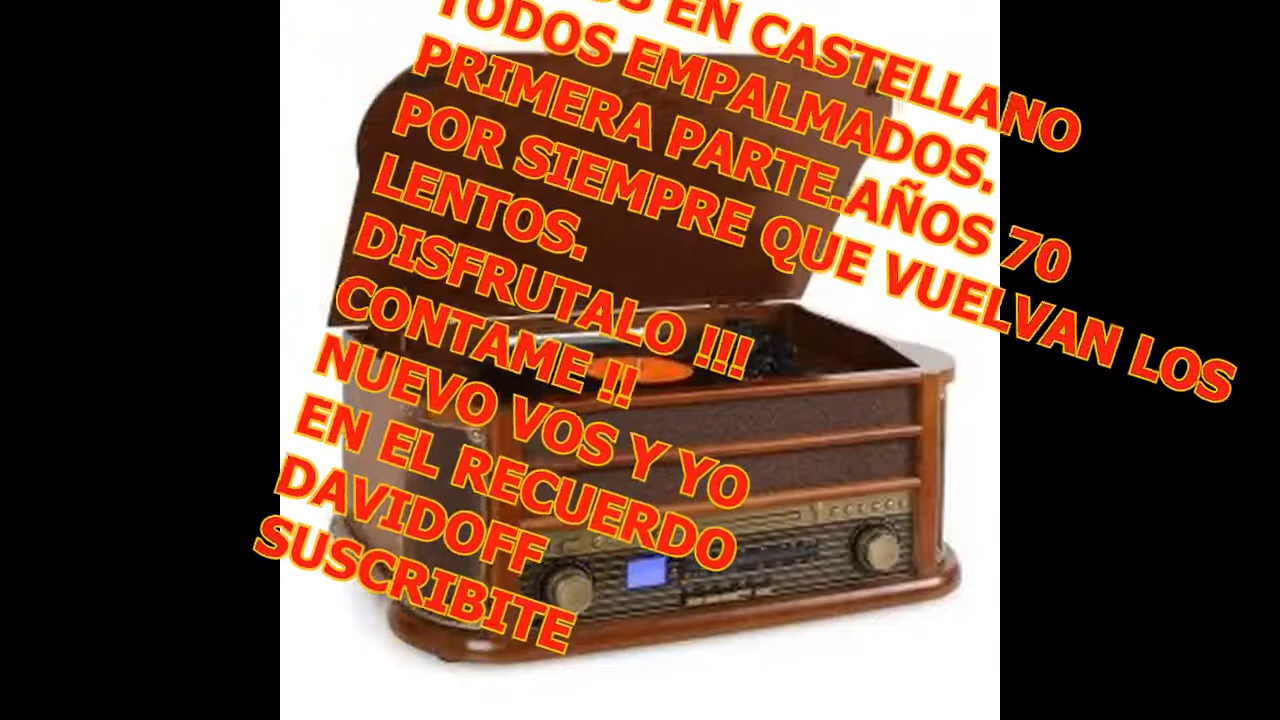 EN CASTELLANO
TODOS EMPALMADOS.
PRIMERA PARTE.AÑOS 70
POR SIEMPRE QUE VUELVAN LOS
LENTOS.
DISFRUTALO !!!
CONTAME !!
NUEVO VOS Y YO
EN EL RECUERDO
DAVIDOFF
SUSCRIBITE